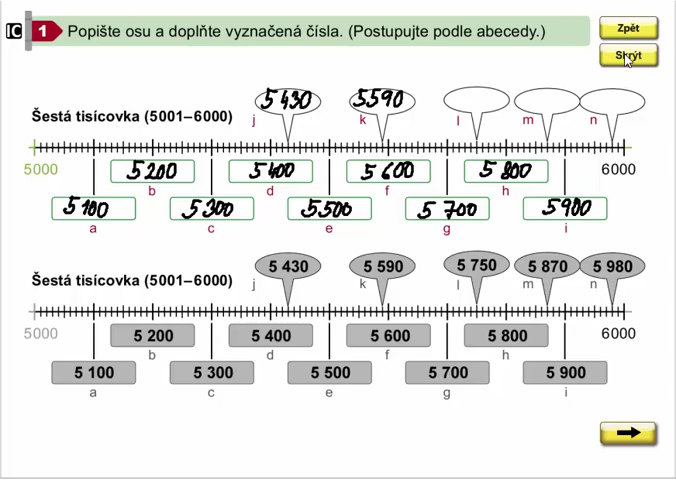 IC 1 Popište osu a doplňte vyznačená čísla. (Postupujte podle abecedy.) Zpět
Skrýt
5 430 5590
Šestá tisícovka (5001–6000) j k l m n
5000 5 200 5 400 5 600 5 800 6000
b d f h
5 100 5 300 5500 5 700 5 900
a c e g i
5 430 5 590 5 750 5 870 5 980
Šestá tisícovka (5001–6000) j k l m n
5000 5 200 5 400 5 600 5 800 6000
b d f h
5 100 5 300 5 500 5 700 5 900
a c e g i